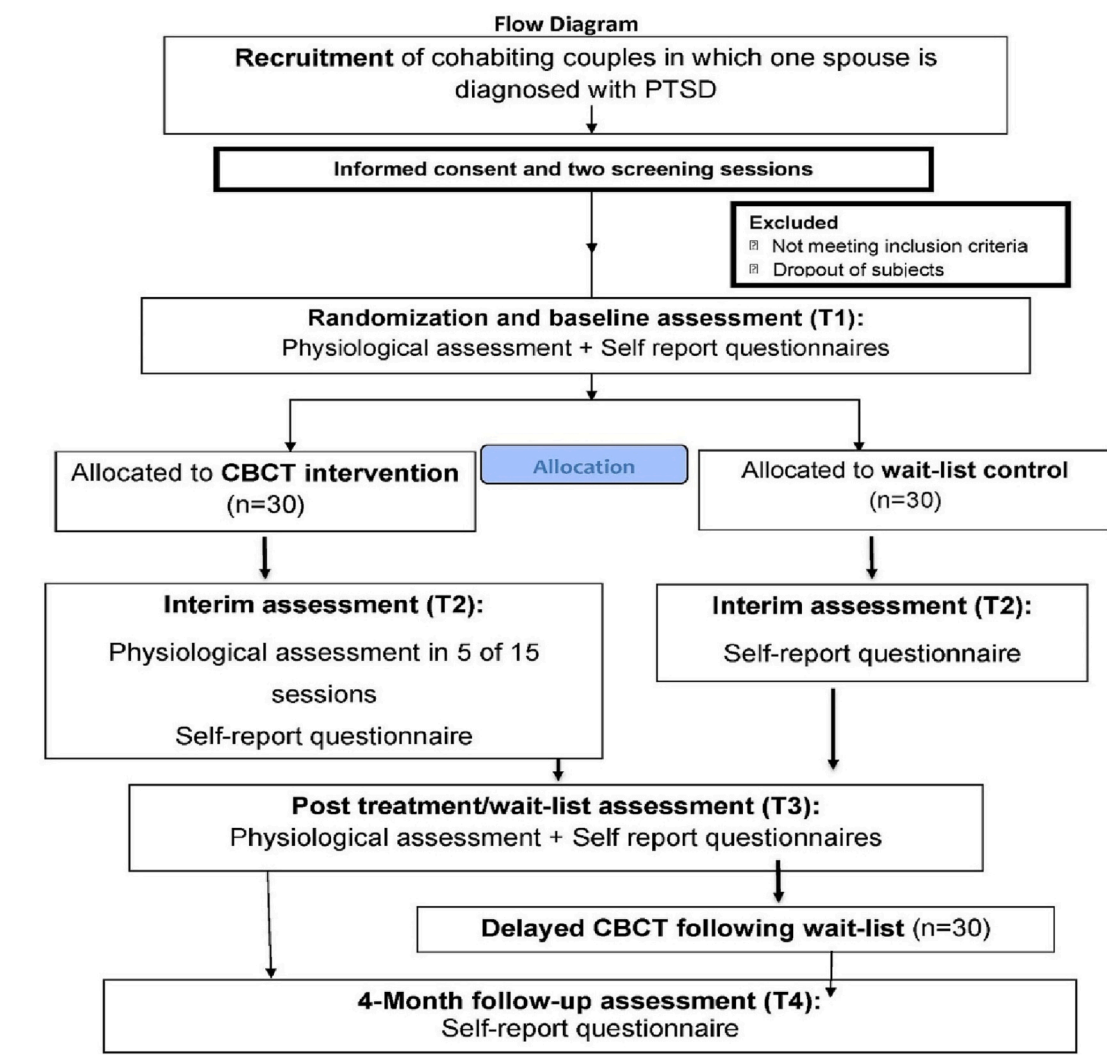 Flow Diagram
Recruitment of cohabiting couples in which one spouse is
diagnosed with PTSD
Informed consent and two screening sessions
Excluded
Not meeting inclusion criteria
Dropout of subjects
Randomization and baseline assessment (T1):
Physiological assessment + Self report questionnaires
Allocated to CBCT intervention
(n=30)
Allocation
Allocated to wait-list control
(n=30)
Interim assessment (T2):
Physiological assessment in 5 of 15
sessions
Self-report questionnaire
Interim assessment (T2):
Self-report questionnaire
Post treatment/wait-list assessment (T3):
Physiological assessment + Self report questionnaires
Delayed CBCT following wait-list (n=30)
4-Month follow-up assessment (T4):
Self-report questionnaire